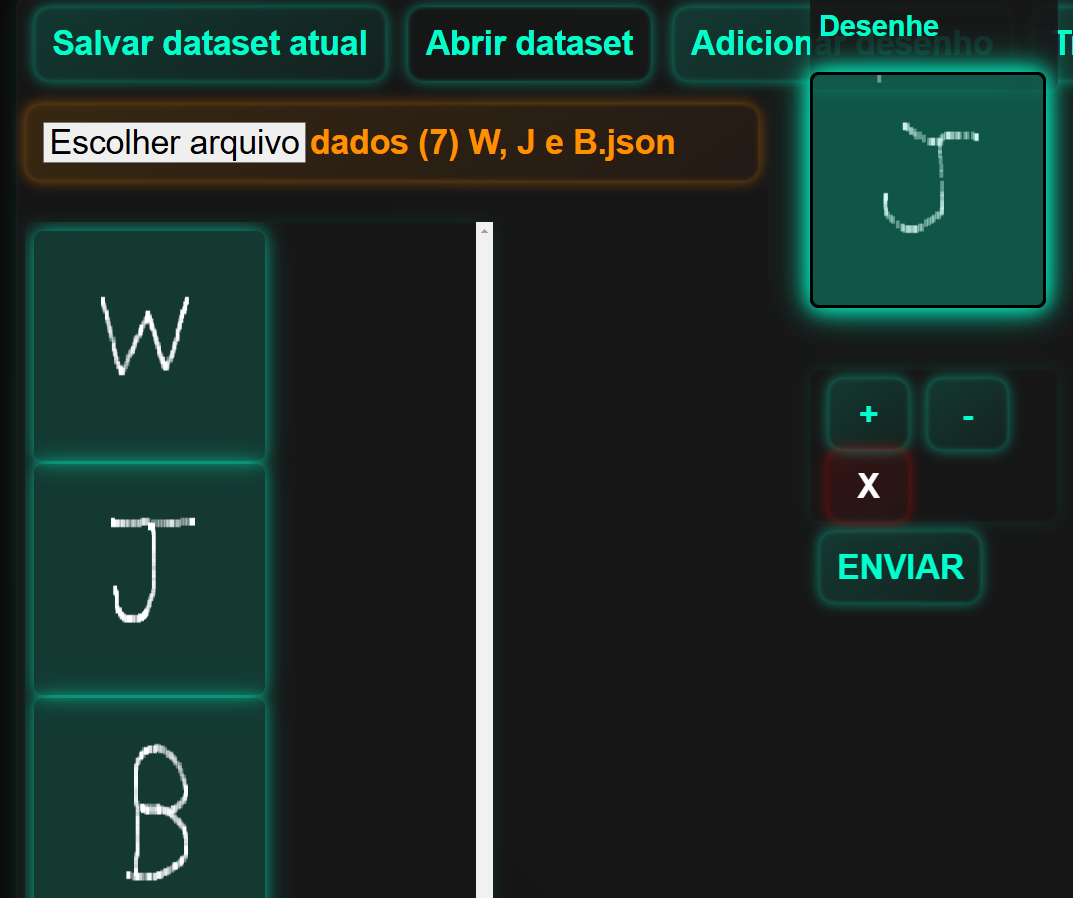 Salvar dataset atual Abrir dataset Adicionar desenho
Desenhe
Escolher arquivo dados (7) W, J e B.json
J
W
+ -
X
J
ENVIAR
B